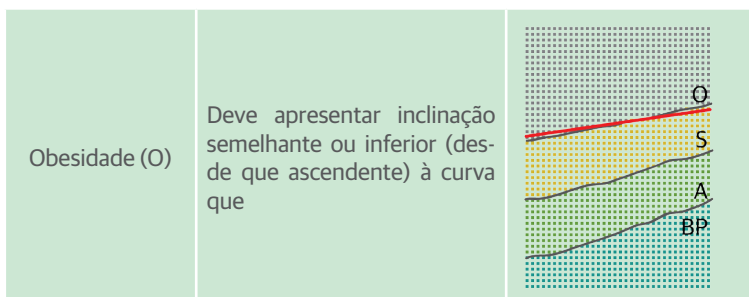 Obesidade (O)
Deve apresentar inclinação
semelhante ou inferior (des-
de que ascendente) à curva
que
O
S
A
BP